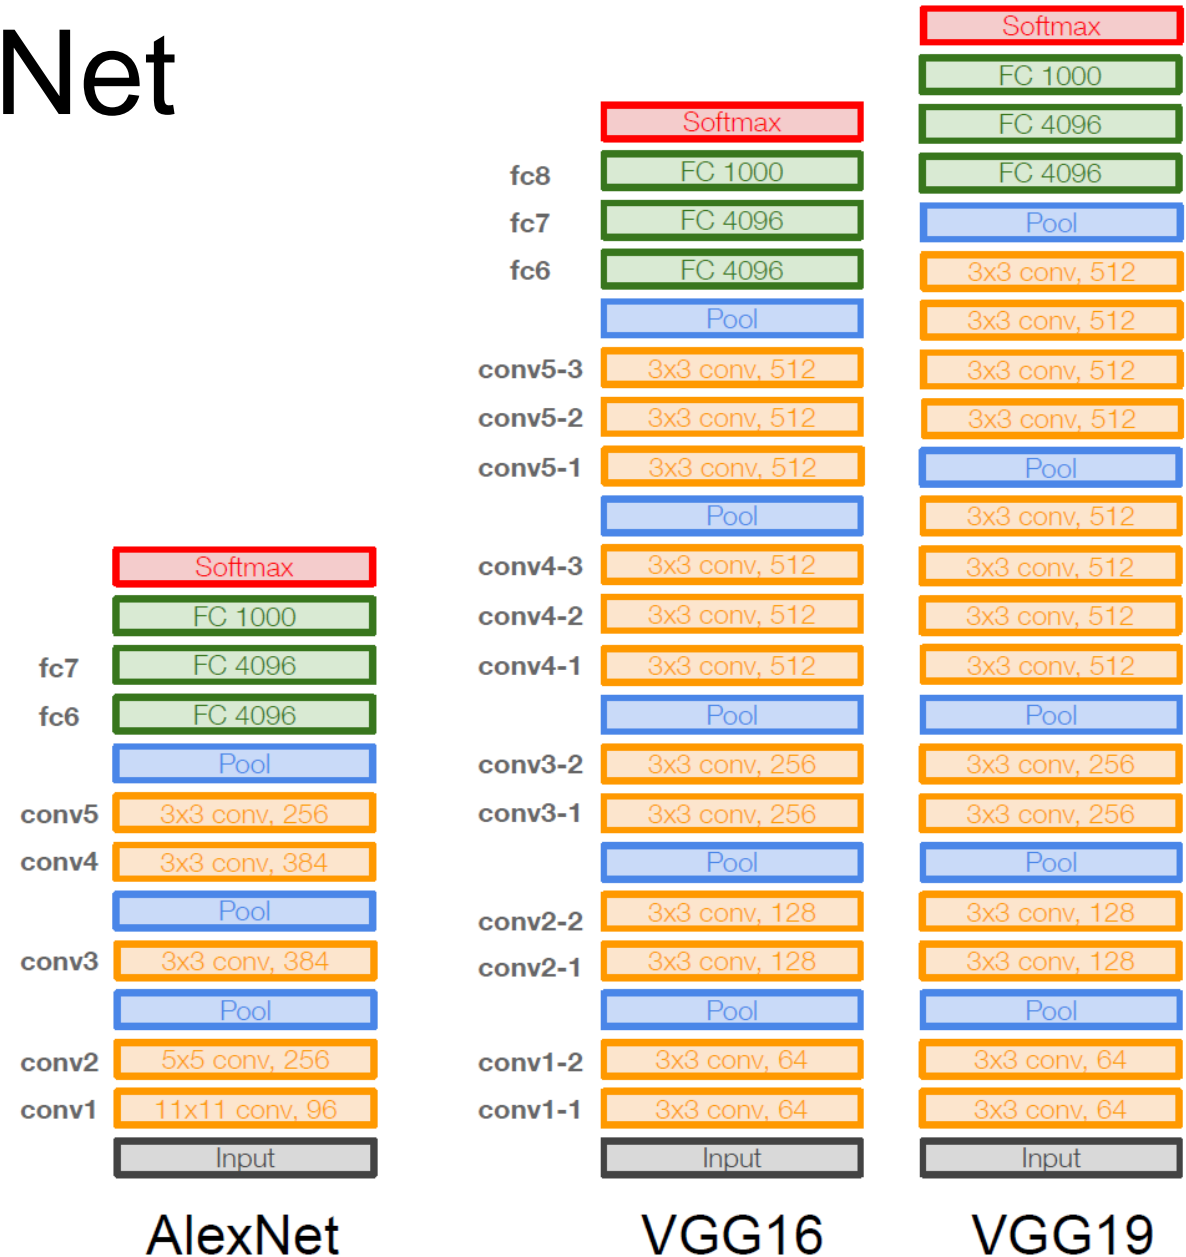 Net
Softmax
FC 1000
FC 4096
fc7
FC 4096
fc6
Pool
3x3 conv, 256
conv5
3x3 conv, 384
conv4
Pool
3x3 conv, 384
conv3
Pool
5x5 conv, 256
conv2
11x11 conv, 96
conv1
Input
AlexNet
Softmax
fc8
FC 1000
fc7
FC 4096
fc6
FC 4096
Pool
conv5-3
3x3 conv, 512
conv5-2
3x3 conv, 512
conv5-1
3x3 conv, 512
Pool
conv4-3
3x3 conv, 512
conv4-2
3x3 conv, 512
conv4-1
3x3 conv, 512
Pool
conv3-2
3x3 conv, 256
conv3-1
3x3 conv, 256
Pool
conv2-2
3x3 conv, 128
conv2-1
3x3 conv, 128
Pool
conv1-2
3x3 conv, 64
conv1-1
3x3 conv, 64
Input
VGG16
Softmax
FC 1000
FC 4096
FC 4096
Pool
3x3 conv, 512
3x3 conv, 512
3x3 conv, 512
3x3 conv, 512
Pool
3x3 conv, 512
3x3 conv, 512
3x3 conv, 512
3x3 conv, 512
Pool
3x3 conv, 256
3x3 conv, 256
Pool
3x3 conv, 128
3x3 conv, 128
Pool
3x3 conv, 64
3x3 conv, 64
Input
VGG19